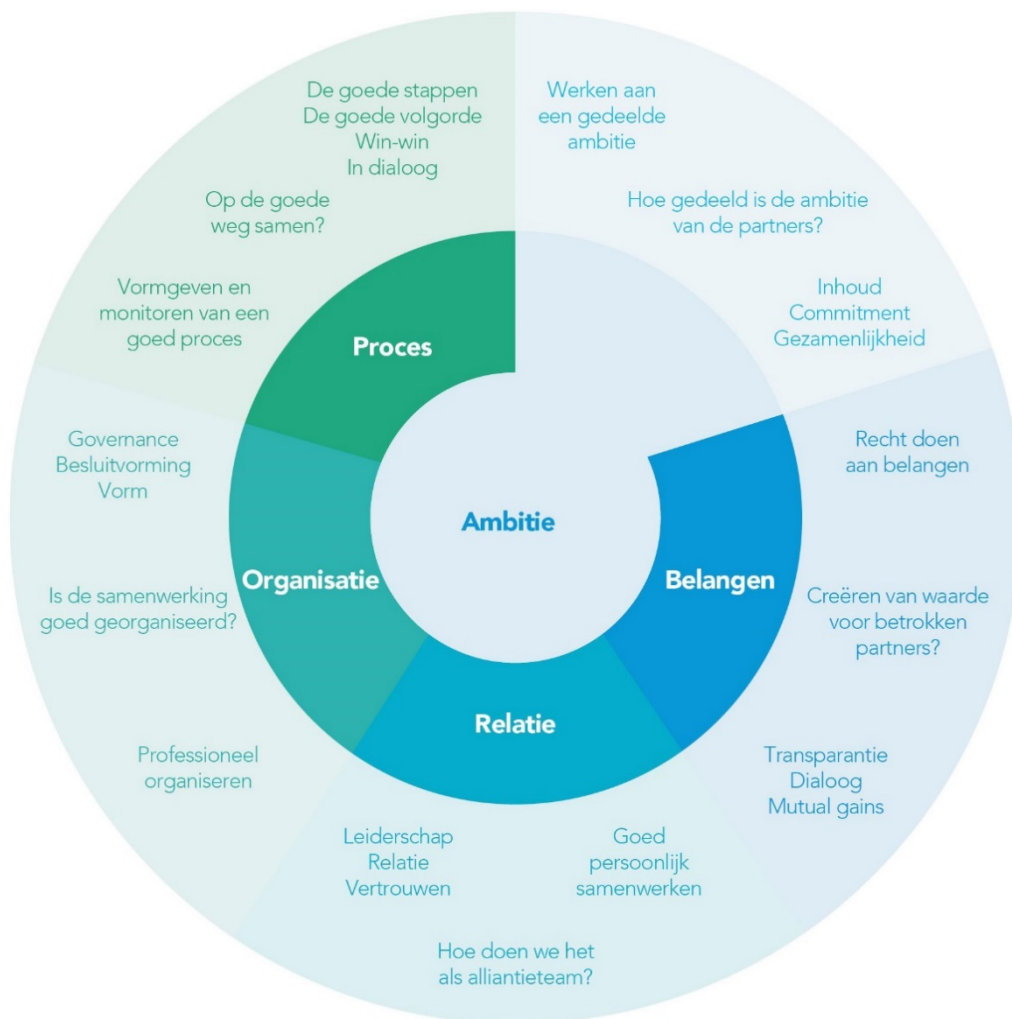 De goede stappen
De goede volgorde
Win-win
In dialoog
Op de goede
weg samen?
Vormgeven en
monitoren van een
goed proces
Proces
Werken aan
een gedeelde
ambitie
Hoe gedeeld is de ambitie
van de partners?
Inhoud
Commitment
Gezamenlijkheid
Ambitie
Recht doen
aan belangen
Creëren van waarde
voor betrokken
partners?
Transparantie
Dialoog
Mutual gains
Belangen
Relatie
Goed
persoonlijk
samenwerken
Hoe doen we het
als alliantieteam?
Leiderschap
Relatie
Vertrouwen
Organisatie
Governance
Besluitvorming
Vorm
Is de samenwerking
goed georganiseerd?
Professioneel
organiseren